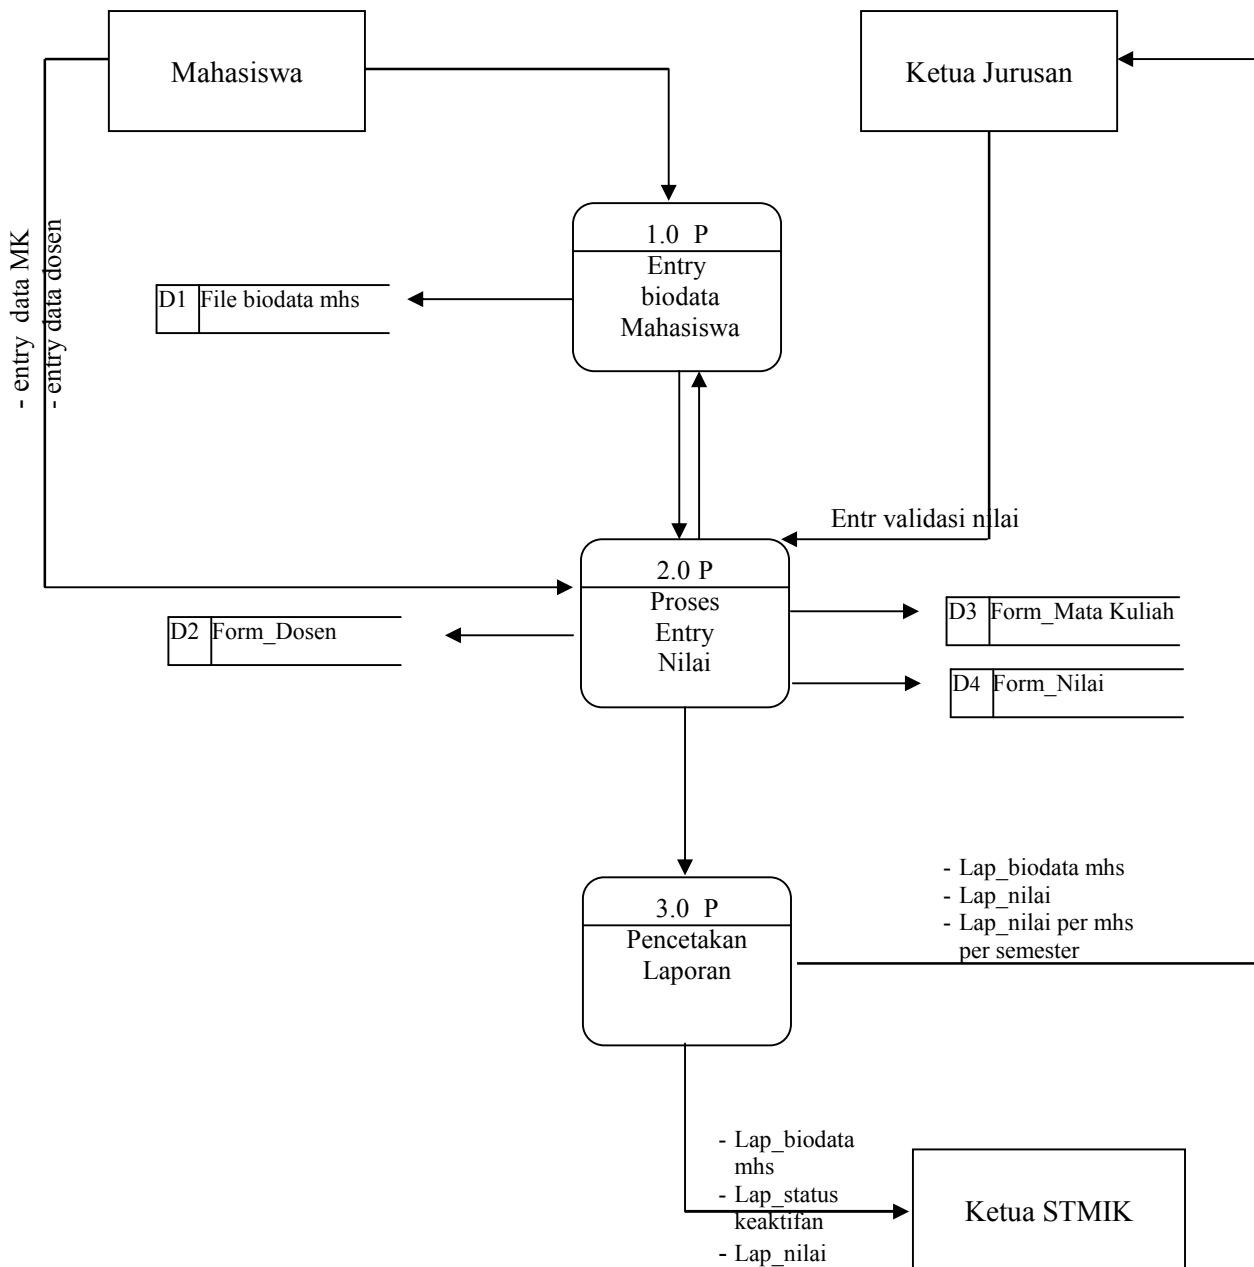 Mahasiswa
Ketua Jurusan
- entry data MK
- entry data dosen
1.0 P
Entry
biodata
Mahasiswa
D1 File biodata mhs
Entr validasi nilai
2.0 P
Proses
Entry
Nilai
D2 Form_Dosen
D3 Form_Mata Kuliah
D4 Form_Nilai
3.0 P
Pencetakan
Laporan
- Lap_biodata mhs
- Lap_nilai
- Lap_nilai per mhs
per semester
- Lap_biodata
mhs
- Lap_status
keaktifan
- Lap_nilai
Ketua STMIK